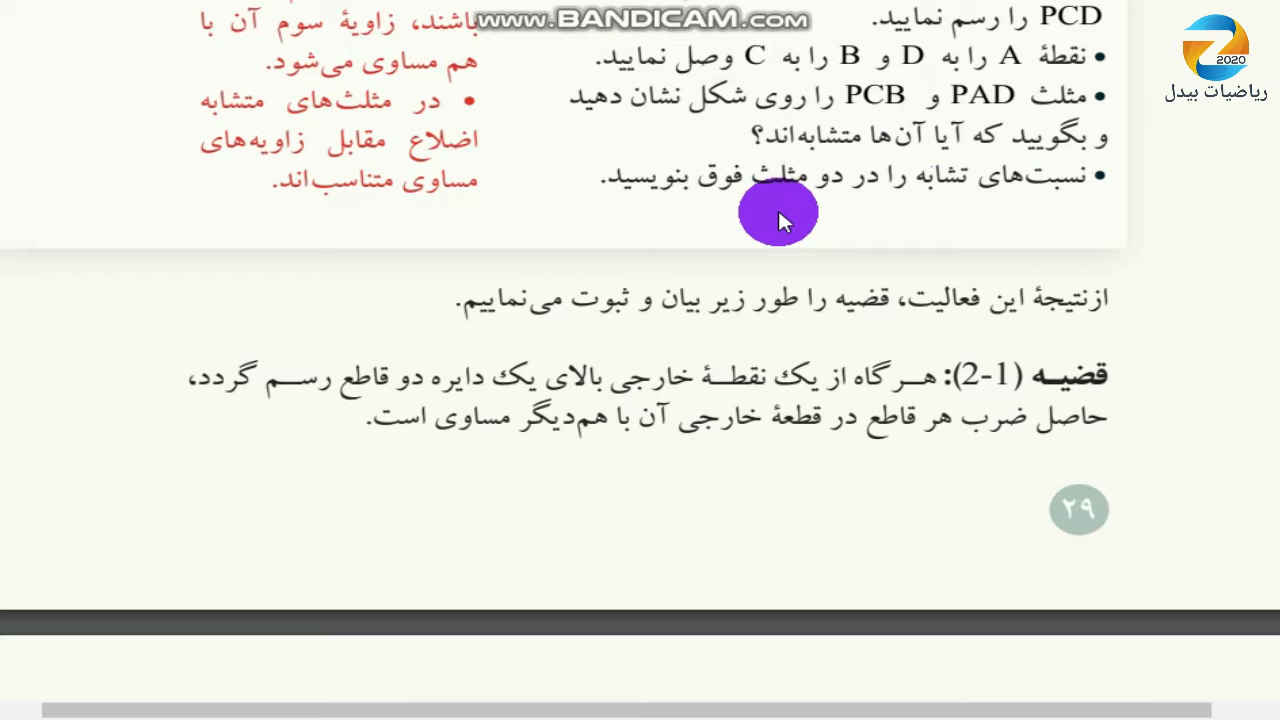 WWW.BANDICAM.COM
2020
ریاضیات بیدل
PCD را رسم نمایید.
• نقطهٔ A را به D و B را به C وصل نمایید.
• مثلث PAD و PCB را روی شکل نشان دهید
و بگویید که آیا آن‌ها متشابه‌اند؟
• نسبت‌های تشابه را در دو مثلث فوق بنویسید.
باشند، زاویهٔ سوم آن با
هم مساوی می‌شود.
• در مثلث‌های متشابه
اضلاع مقابل زاویه‌های
مساوی متناسب‌اند.
ازنتیجهٔ این فعالیت، قضیه را طور زیر بیان و ثبوت می‌نماییم.
قضیـه (1-2): هـرگاه از یک نقطـهٔ خارجی بالای یک دایره دو قاطع رسـم گردد،
حاصل ضرب هر قاطع در قطعهٔ خارجی آن با هم‌دیگر مساوی است.
۲۹